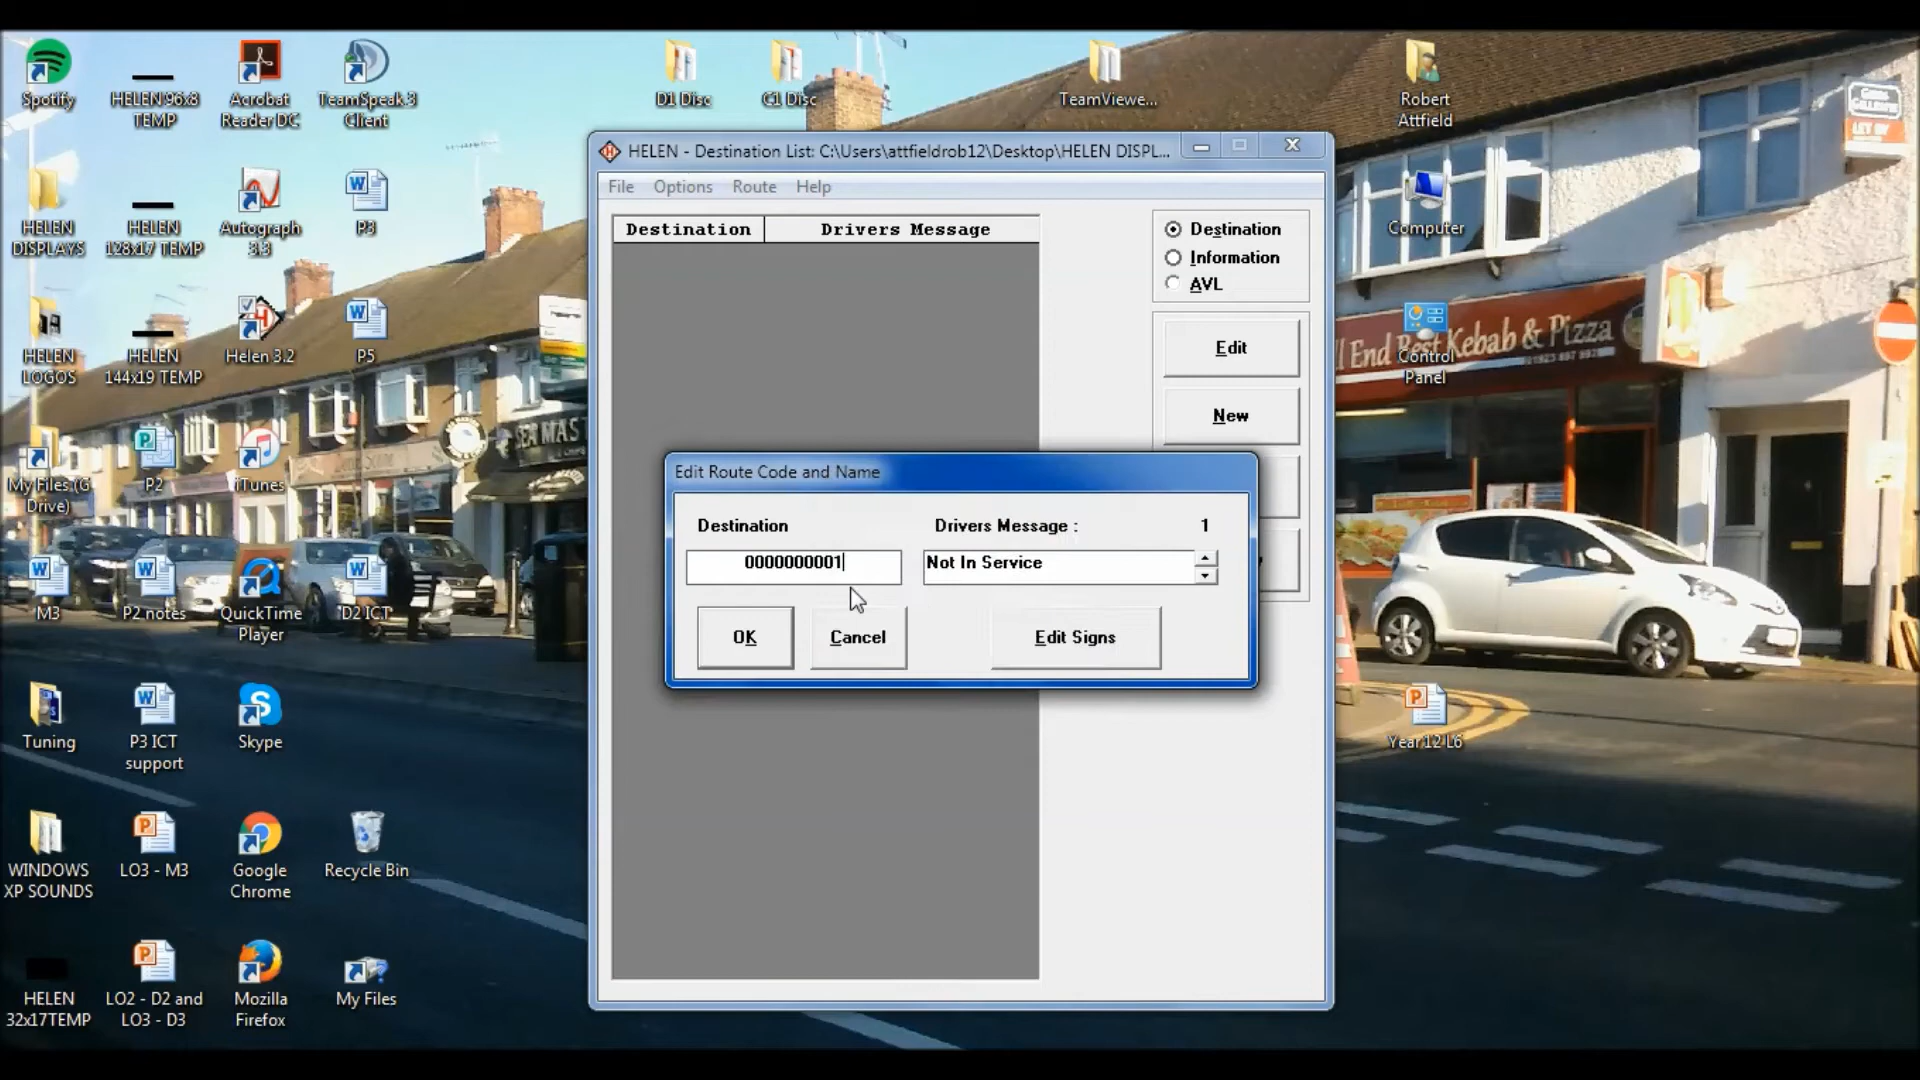 Spotify
HELEN 96x8
TEMP
Acrobat
Reader DC
TeamSpeak 3
Client
D1 Disc
C1 Disc
TeamViewe...
Robert
Attfield
HELEN
DISPLAYS
HELEN
128x17 TEMP
Autograph
3.3
P3
Computer
HELEN
LOGOS
HELEN
144x19 TEMP
Helen 3.2
P5
Control
Panel
My Files (G
Drive)
P2
iTunes
M3
P2 notes
QuickTime
Player
D2 ICT
Tuning
P3 ICT
support
Skype
Year 12 L6
WINDOWS
XP SOUNDS
LO3 - M3
Google
Chrome
Recycle Bin
HELEN
32x17TEMP
LO2 - D2 and
LO3 - D3
Mozilla
Firefox
My Files
HELEN - Destination List: C:\Users\attfieldrob12\Desktop\HELEN DISPL...
File Options Route Help
Destination Drivers Message
Destination
Information
AVL
Edit
New
Edit Route Code and Name
Destination Drivers Message : 1
0000000001 Not In Service
OK Cancel Edit Signs
SEA MAS
LET BY
Best Kebab & Pizza